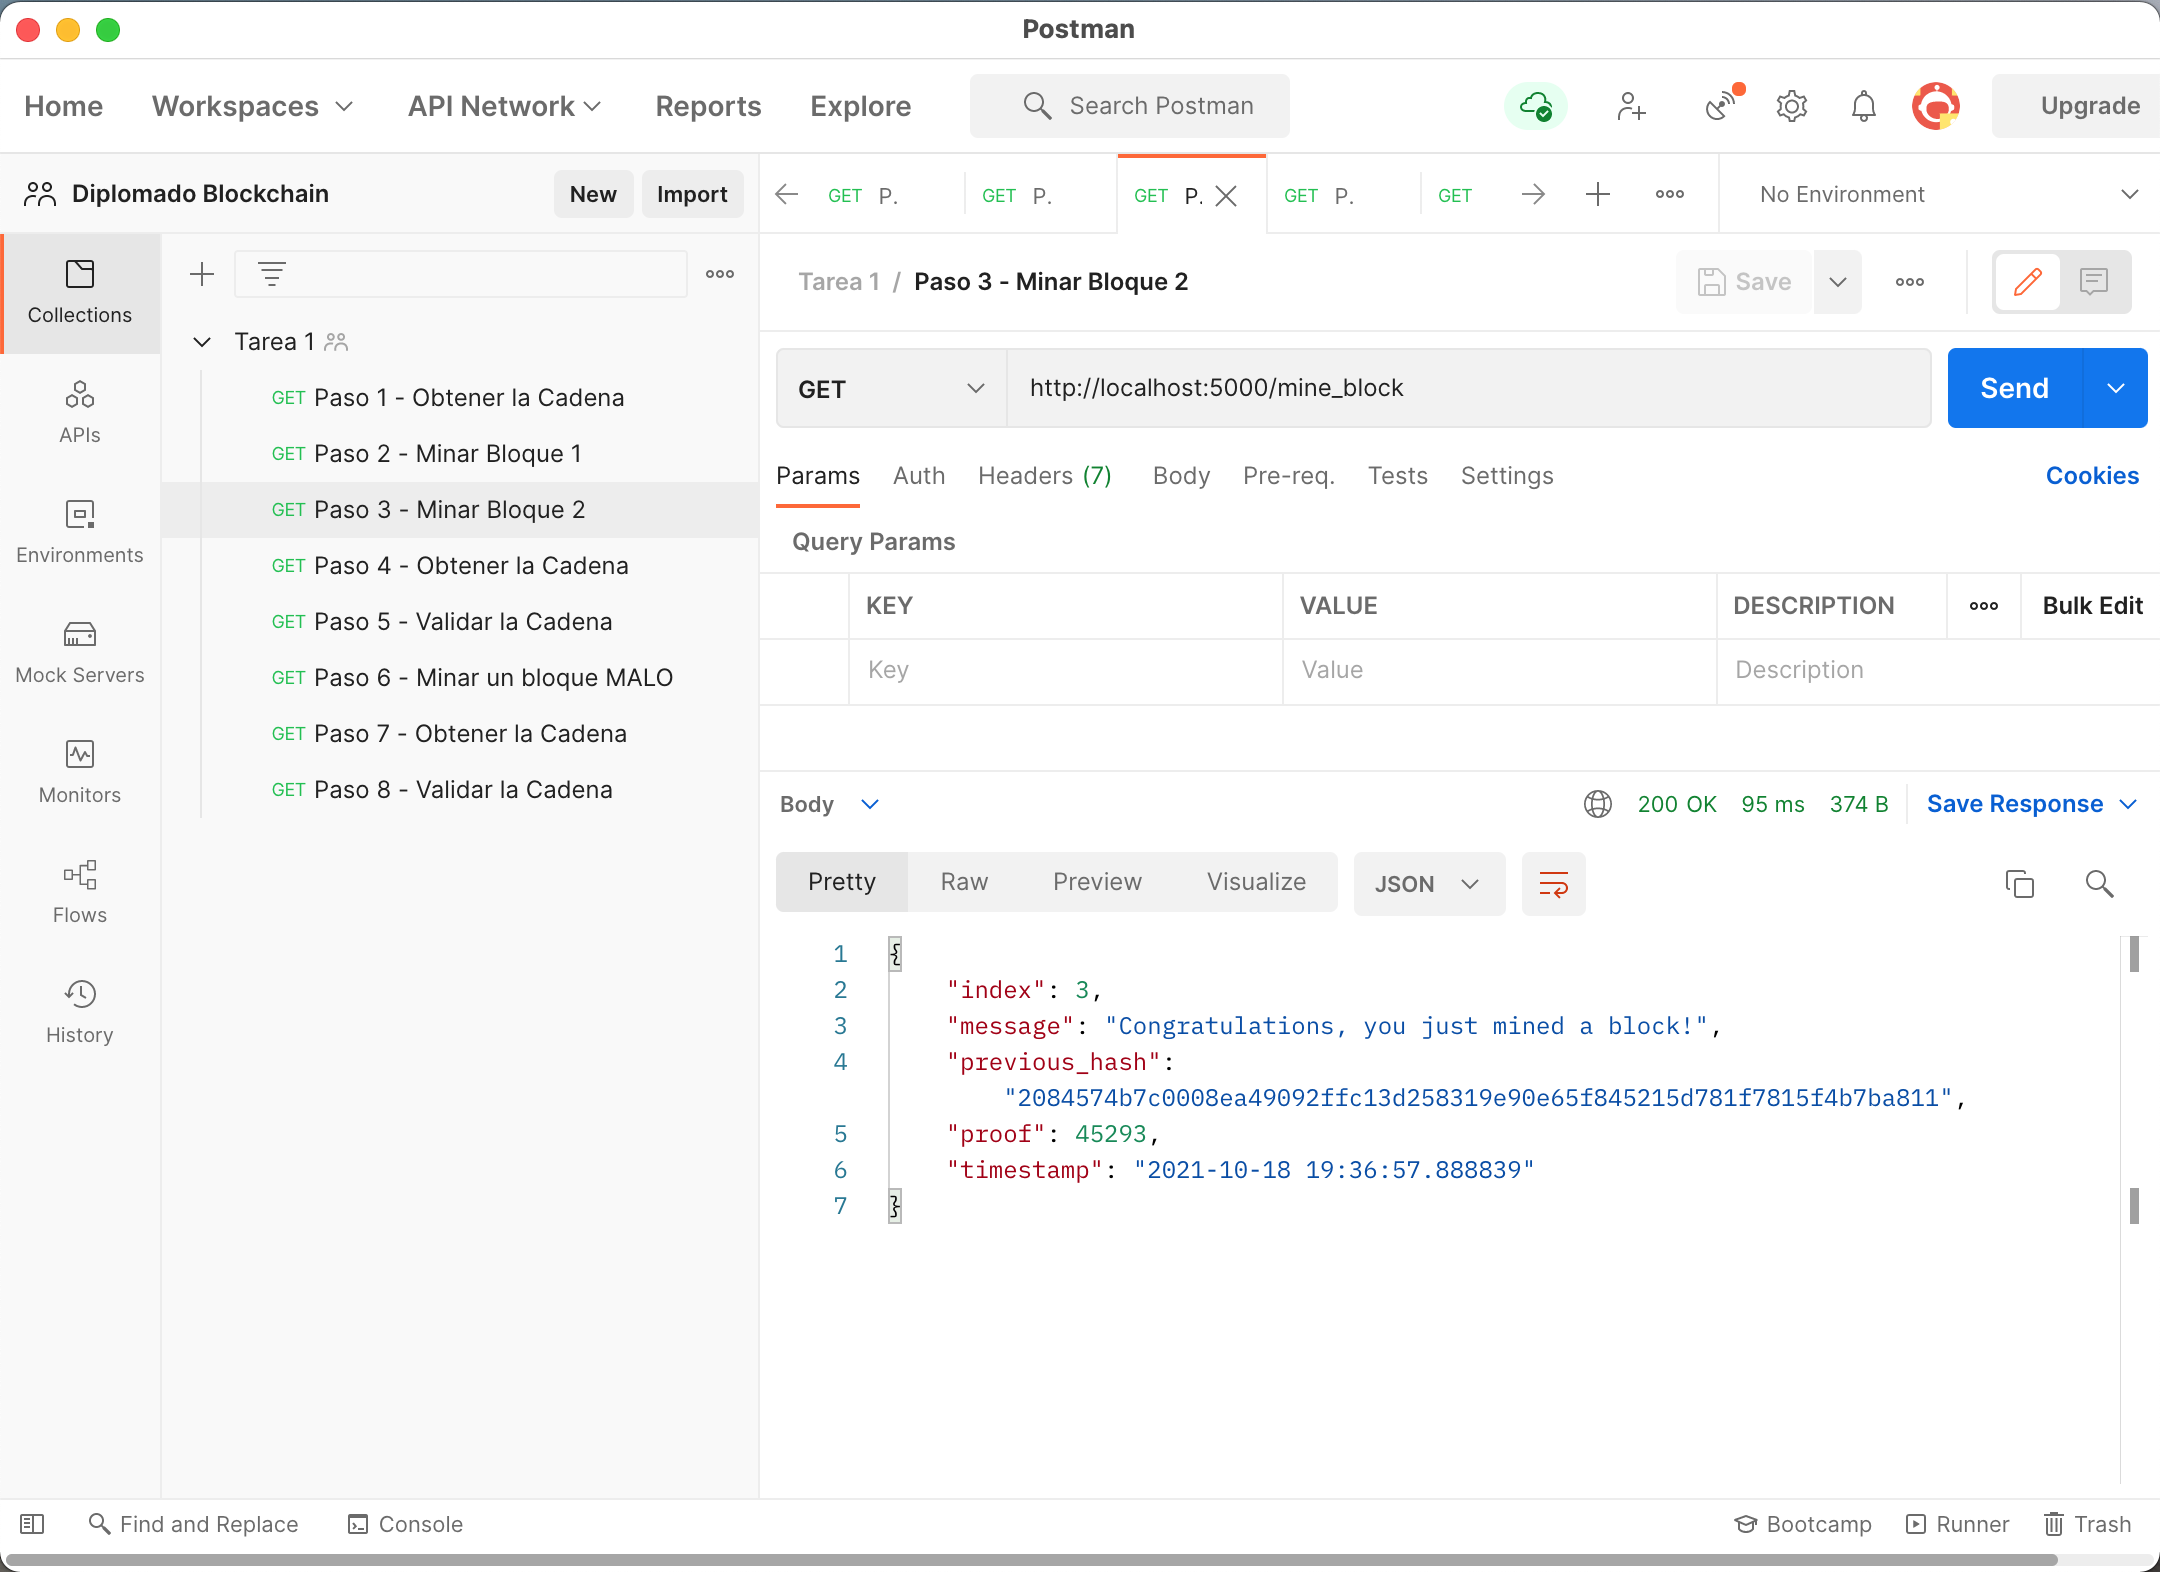 Postman
Home Workspaces API Network Reports Explore Search Postman Upgrade
Diplomado Blockchain New Import
GET P. GET P. GET P. GET P. GET No Environment
Collections
APIs
Environments
Mock Servers
Monitors
Flows
History
Tarea 1
GET Paso 1 - Obtener la Cadena
GET Paso 2 - Minar Bloque 1
GET Paso 3 - Minar Bloque 2
GET Paso 4 - Obtener la Cadena
GET Paso 5 - Validar la Cadena
GET Paso 6 - Minar un bloque MALO
GET Paso 7 - Obtener la Cadena
GET Paso 8 - Validar la Cadena
Tarea 1 / Paso 3 - Minar Bloque 2 Save
GET http://localhost:5000/mine_block Send
Params Auth Headers (7) Body Pre-req. Tests Settings Cookies
Query Params
KEY VALUE DESCRIPTION Bulk Edit
Key Value Description
Body 200 OK 95 ms 374 B Save Response
Pretty Raw Preview Visualize JSON
1 {
2 "index": 3,
3 "message": "Congratulations, you just mined a block!",
4 "previous_hash":
"2084574b7c0008ea49092ffc13d258319e90e65f845215d781f7815f4b7ba811",
5 "proof": 45293,
6 "timestamp": "2021-10-18 19:36:57.888839"
7 }
Find and Replace Console Bootcamp Runner Trash